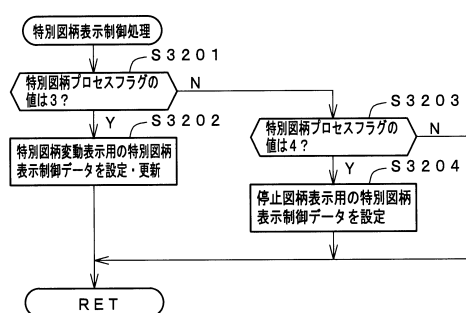 特別図柄表示制御処理
S3201
特別図柄プロセスフラグの
値は3?
N
Y
S3202
特別図柄変動表示用の特別図柄
表示制御データを設定・更新
S3203
特別図柄プロセスフラグの
値は4?
N
Y
S3204
停止図柄表示用の特別図柄
表示制御データを設定
RET